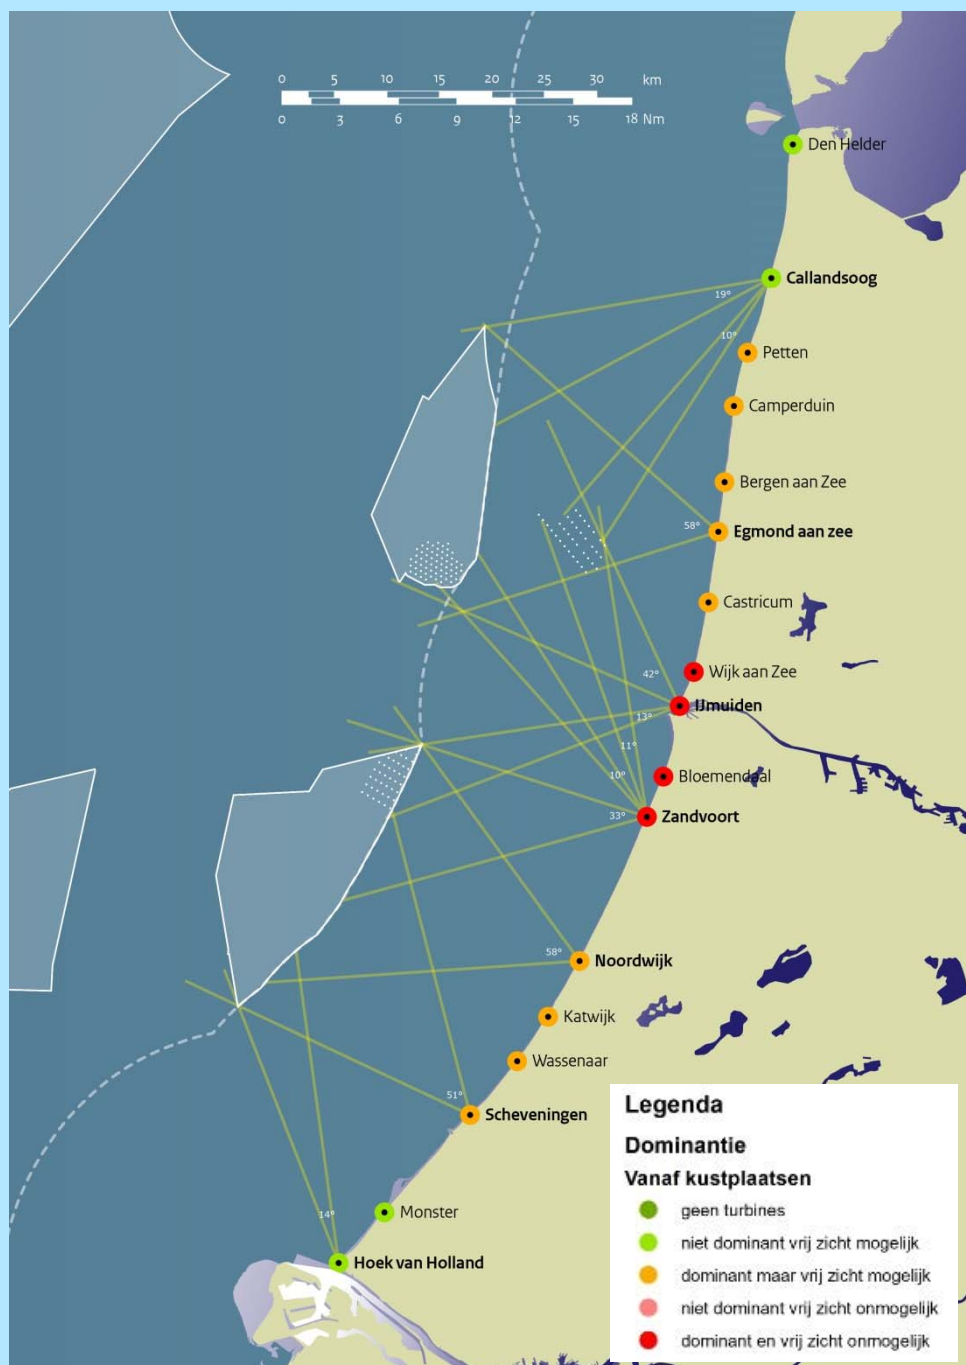 0 5 10 15 20 25 30 km
0 3 6 9 12 15 18 Nm
Den Helder
Callandsoog
19°
10°
Petten
Camperduin
Bergen aan Zee
58°
Egmond aan zee
Castricum
42°
Wijk aan Zee
13°
IJmuiden
11°
10°
Bloemendaal
33°
Zandvoort
58°
Noordwijk
Katwijk
Wassenaar
51°
Scheveningen
14°
Monster
Hoek van Holland
Legenda
Dominantie
Vanaf kustplaatsen
geen turbines
niet dominant vrij zicht mogelijk
dominant maar vrij zicht mogelijk
niet dominant vrij zicht onmogelijk
dominant en vrij zicht onmogelijk